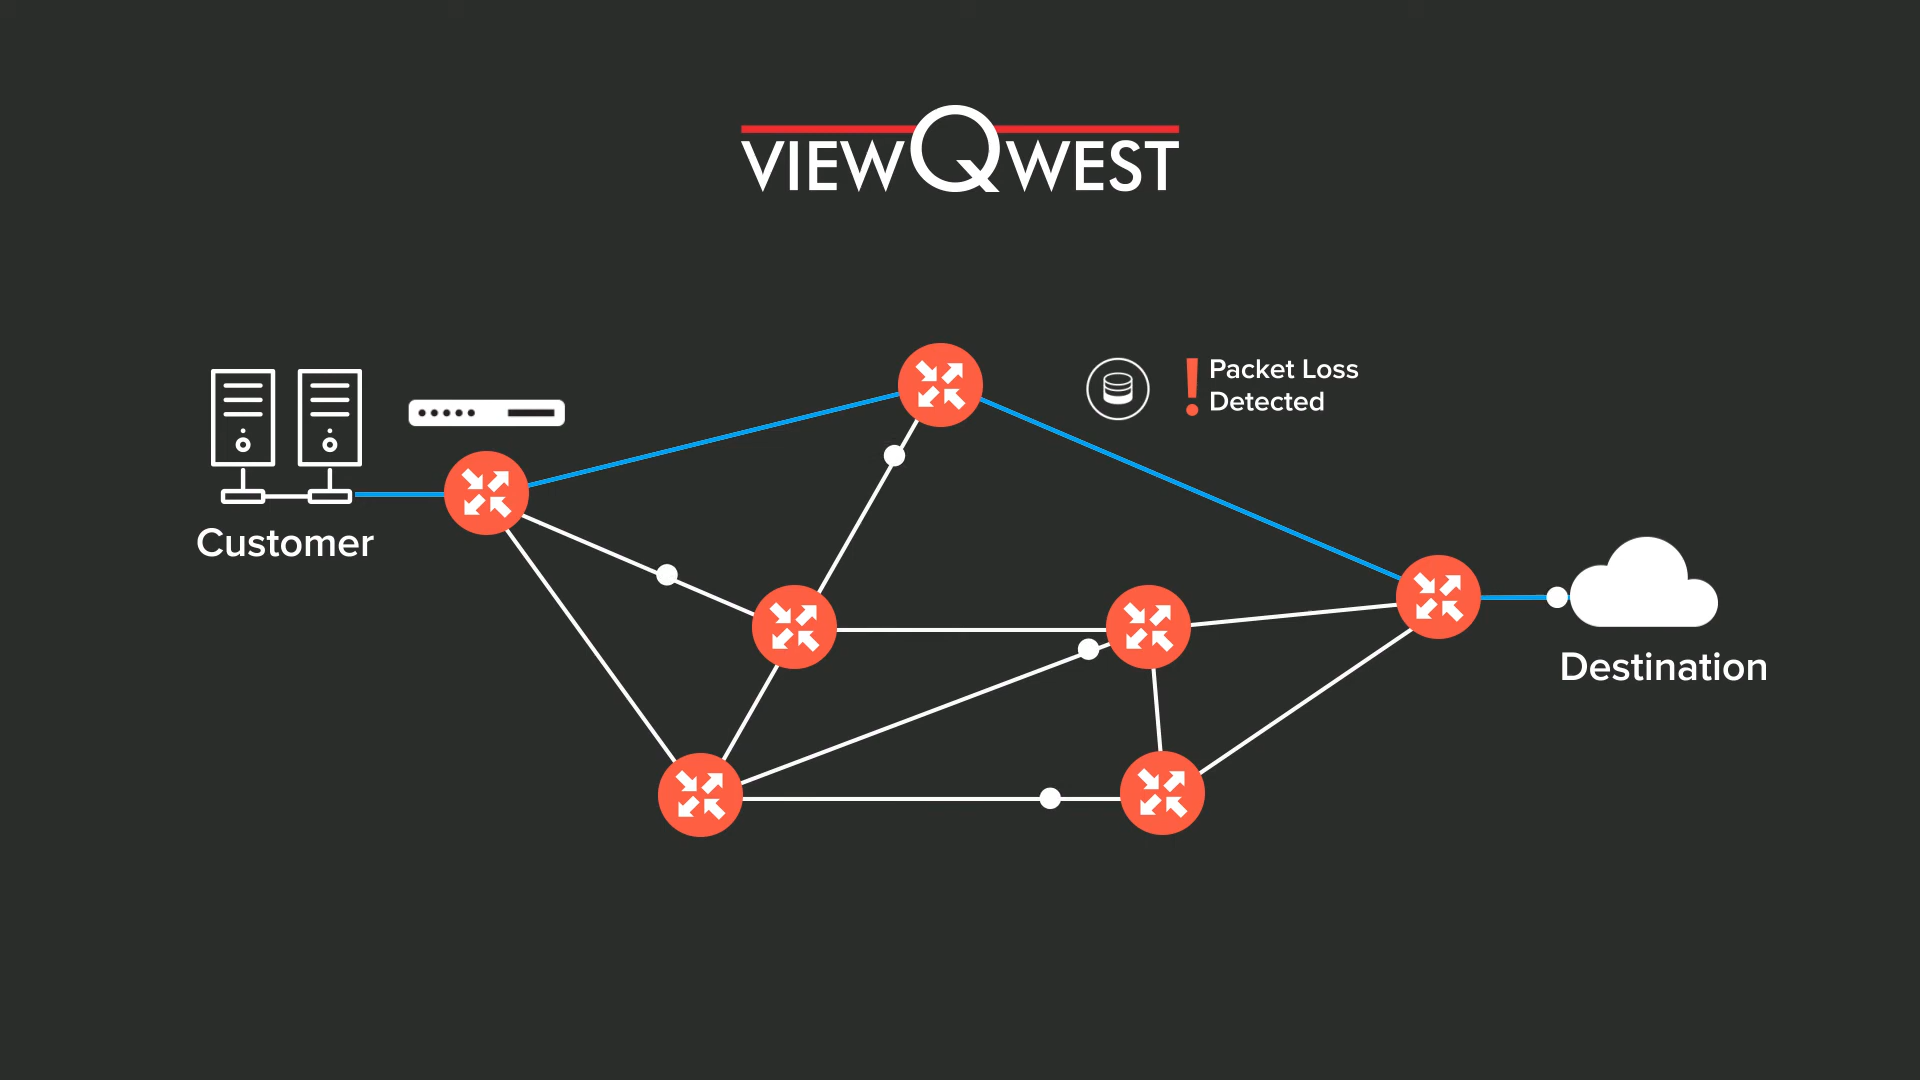 VIEWQWEST
Packet Loss
Detected
Customer
Destination